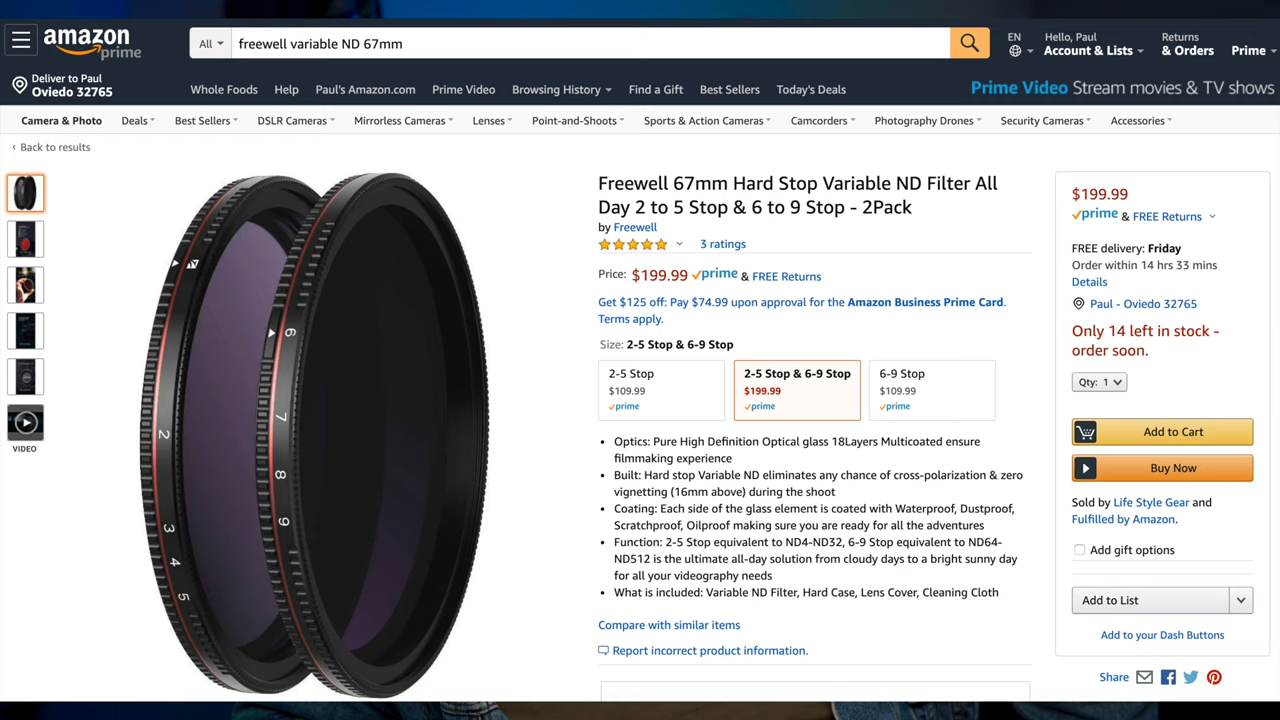 amazon
prime
All
freewell variable ND 67mm
EN
Hello, Paul
Account & Lists
Returns
& Orders
Prime
Deliver to Paul
Oviedo 32765
Whole Foods
Help
Paul's Amazon.com
Prime Video
Browsing History
Find a Gift
Best Sellers
Today's Deals
Prime Video Stream movies & TV shows
Camera & Photo
Deals
Best Sellers
DSLR Cameras
Mirrorless Cameras
Lenses
Point-and-Shoots
Sports & Action Cameras
Camcorders
Photography Drones
Security Cameras
Accessories
‹ Back to results
VIDEO
2
3
4
5
6
7
8
9
Freewell 67mm Hard Stop Variable ND Filter All
Day 2 to 5 Stop & 6 to 9 Stop - 2Pack
by Freewell
3 ratings
Price: $199.99 prime & FREE Returns
Get $125 off: Pay $74.99 upon approval for the Amazon Business Prime Card.
Terms apply.
Size: 2-5 Stop & 6-9 Stop
2-5 Stop
$109.99
prime
2-5 Stop & 6-9 Stop
$199.99
prime
6-9 Stop
$109.99
prime
• Optics: Pure High Definition Optical glass 18Layers Multicoated ensure
filmmaking experience
• Built: Hard stop Variable ND eliminates any chance of cross-polarization & zero
vignetting (16mm above) during the shoot
• Coating: Each side of the glass element is coated with Waterproof, Dustproof,
Scratchproof, Oilproof making sure you are ready for all the adventures
• Function: 2-5 Stop equivalent to ND4-ND32, 6-9 Stop equivalent to ND64-
ND512 is the ultimate all-day solution from cloudy days to a bright sunny day
for all your videography needs
• What is included: Variable ND Filter, Hard Case, Lens Cover, Cleaning Cloth
Compare with similar items
Report incorrect product information.
$199.99
prime & FREE Returns
FREE delivery: Friday
Order within 14 hrs 33 mins
Details
Paul - Oviedo 32765
Only 14 left in stock -
order soon.
Qty: 1
Add to Cart
Buy Now
Sold by Life Style Gear and
Fulfilled by Amazon.
Add gift options
Add to List
Add to your Dash Buttons
Share